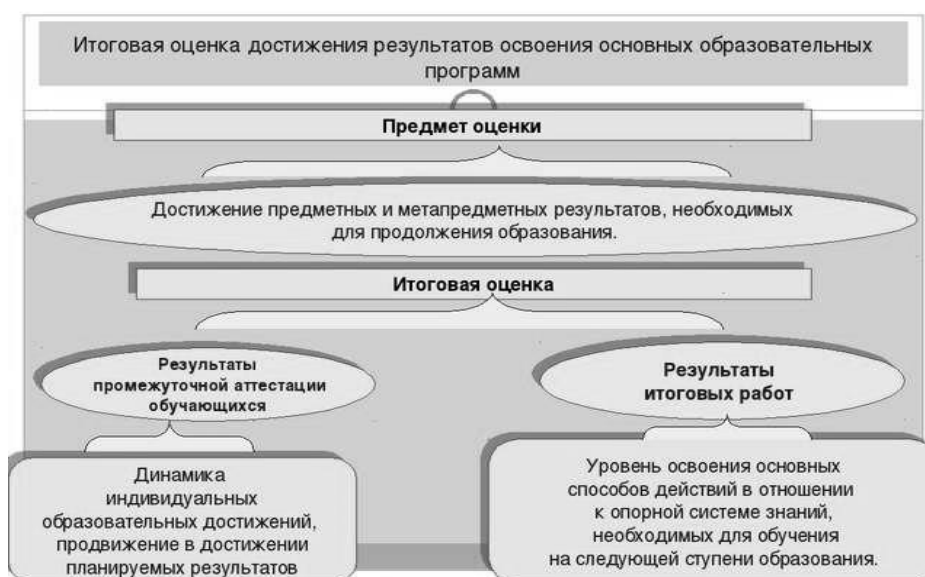 Итоговая оценка достижения результатов освоения основных образовательных
программ
Предмет оценки
Достижение предметных и метапредметных результатов, необходимых
для продолжения образования.
Итоговая оценка
Результаты
промежуточной аттестации
обучающихся
Динамика
индивидуальных
образовательных достижений,
продвижение в достижении
планируемых результатов
Результаты
итоговых работ
Уровень освоения основных
способов действий в отношении
к опорной системе знаний,
необходимых для обучения
на следующей ступени образования.